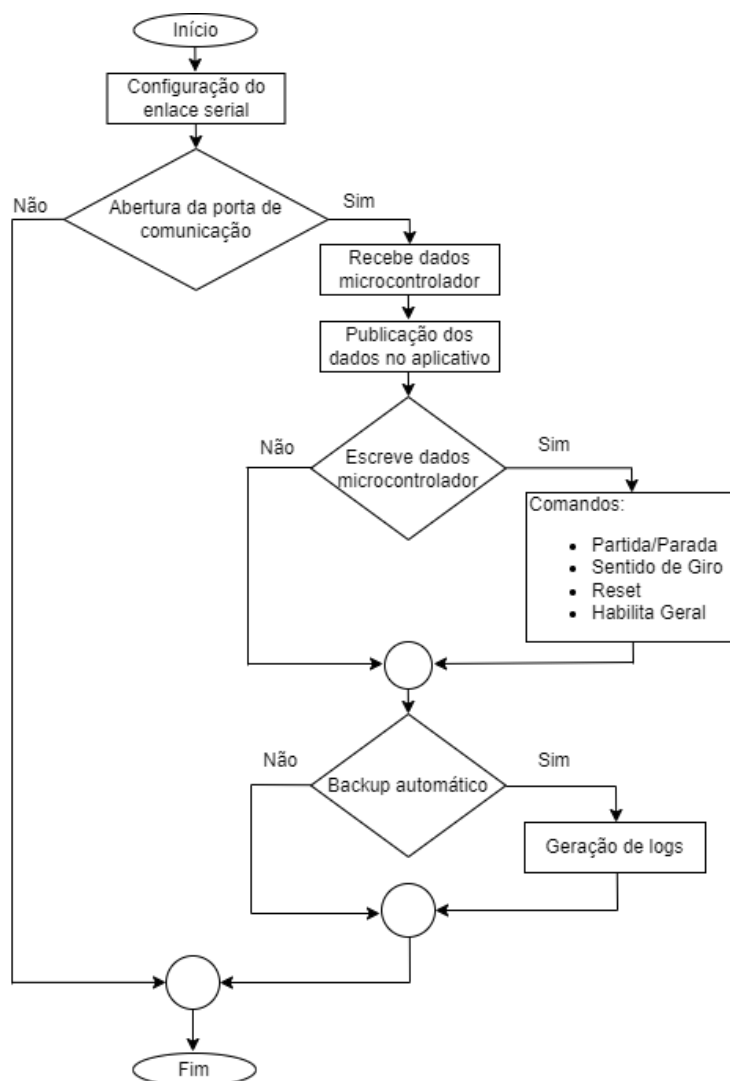 Início
Configuração do
enlace serial
Não
Abertura da porta de
comunicação
Sim
Recebe dados
microcontrolador
Publicação dos
dados no aplicativo
Não
Escreve dados
microcontrolador
Sim
Comandos:
• Partida/Parada
• Sentido de Giro
• Reset
• Habilita Geral
Não
Backup automático
Sim
Geração de logs
Fim